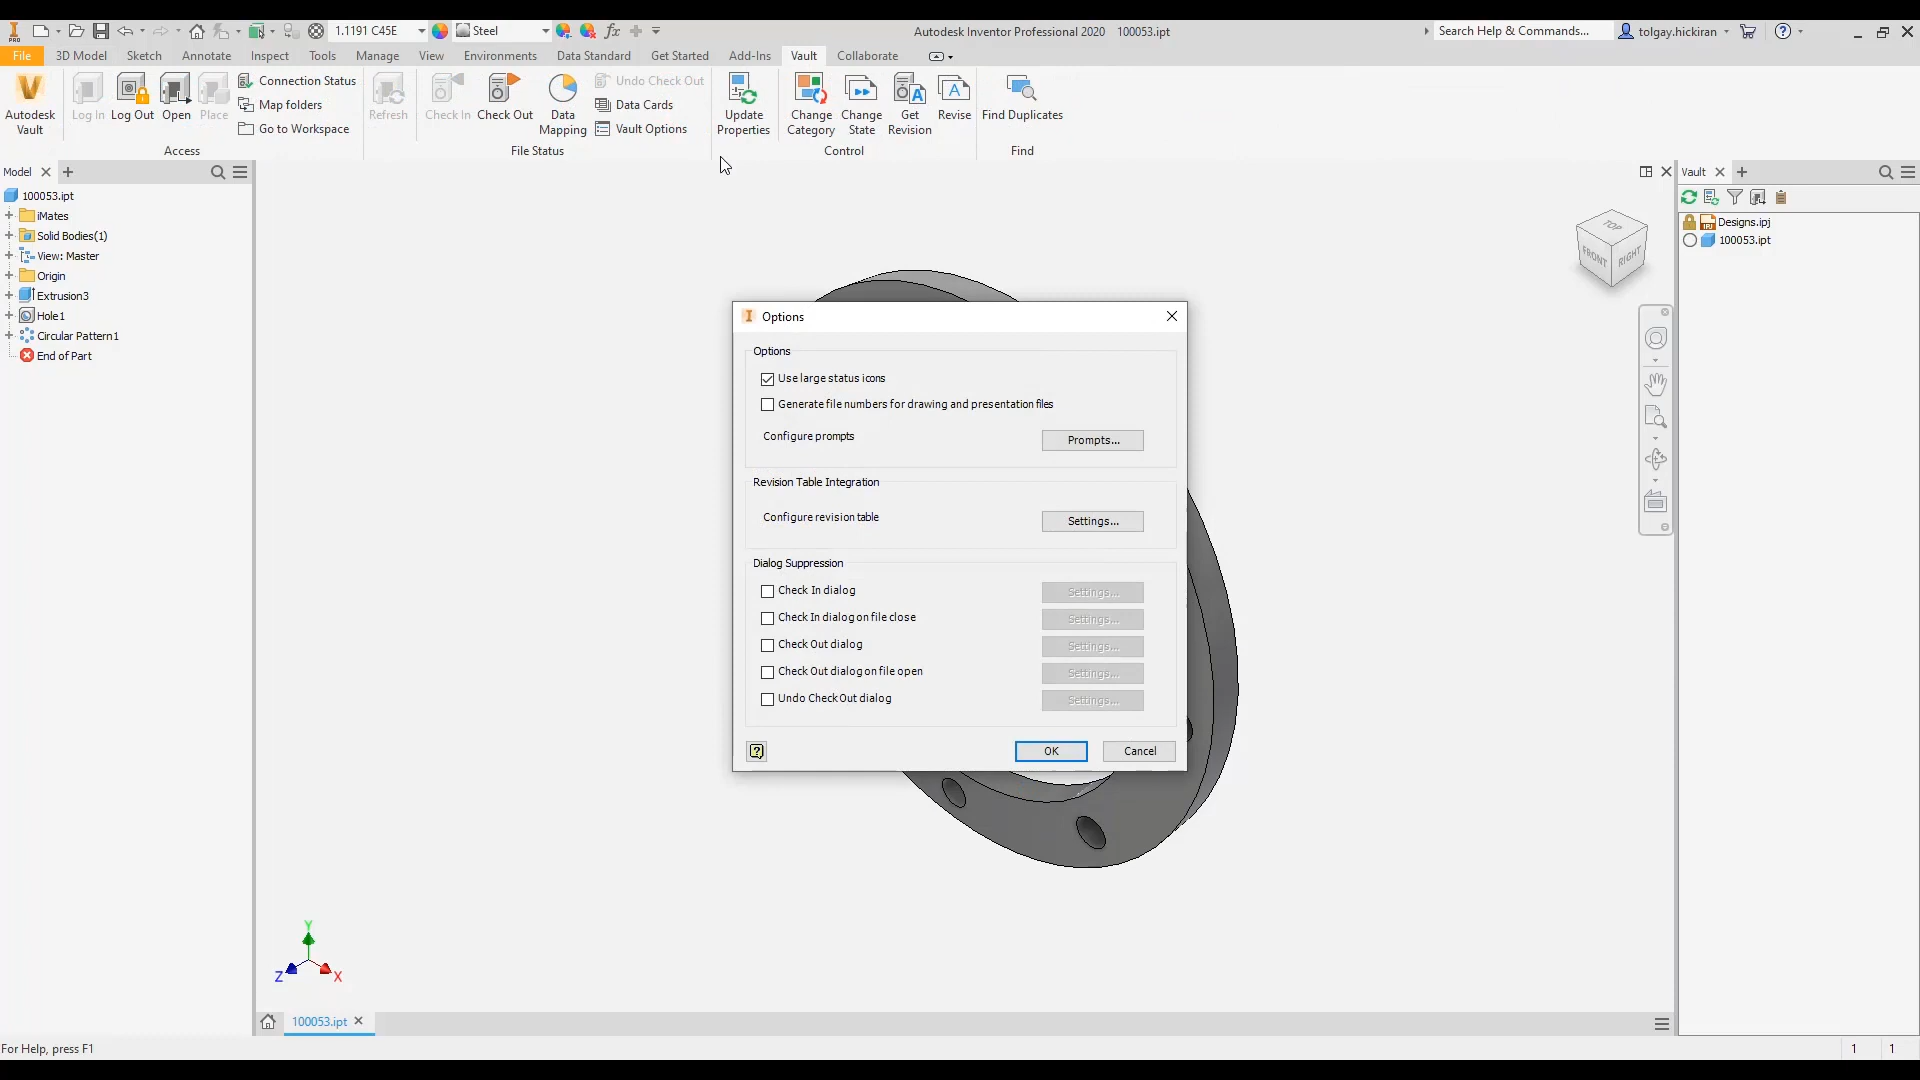 1.1191 C45E
Steel
Autodesk Inventor Professional 2020 100053.ipt
Search Help & Commands...
tolgay.hickiran
File
3D Model
Sketch
Annotate
Inspect
Tools
Manage
View
Environments
Data Standard
Get Started
Add-Ins
Vault
Collaborate
Autodesk
Vault
Log In
Log Out
Open
Place
Connection Status
Map folders
Go to Workspace
Access
Refresh
Check In
Check Out
Data
Mapping
Undo Check Out
Data Cards
Vault Options
File Status
Update
Properties
Change
Category
Change
State
Get
Revision
Revise
Control
Find Duplicates
Find
Model
100053.ipt
iMates
Solid Bodies(1)
View: Master
Origin
Extrusion3
Hole1
Circular Pattern1
End of Part
Vault
Designs.ipj
100053.ipt
TOP
FRONT
RIGHT
Options
Options
Use large status icons
Generate file numbers for drawing and presentation files
Configure prompts
Prompts...
Revision Table Integration
Configure revision table
Settings...
Dialog Suppression
Check In dialog
Settings...
Check In dialog on file close
Settings...
Check Out dialog
Settings...
Check Out dialog on file open
Settings...
Undo Check Out dialog
Settings...
OK
Cancel
Y
Z
X
100053.ipt
For Help, press F1
1
1